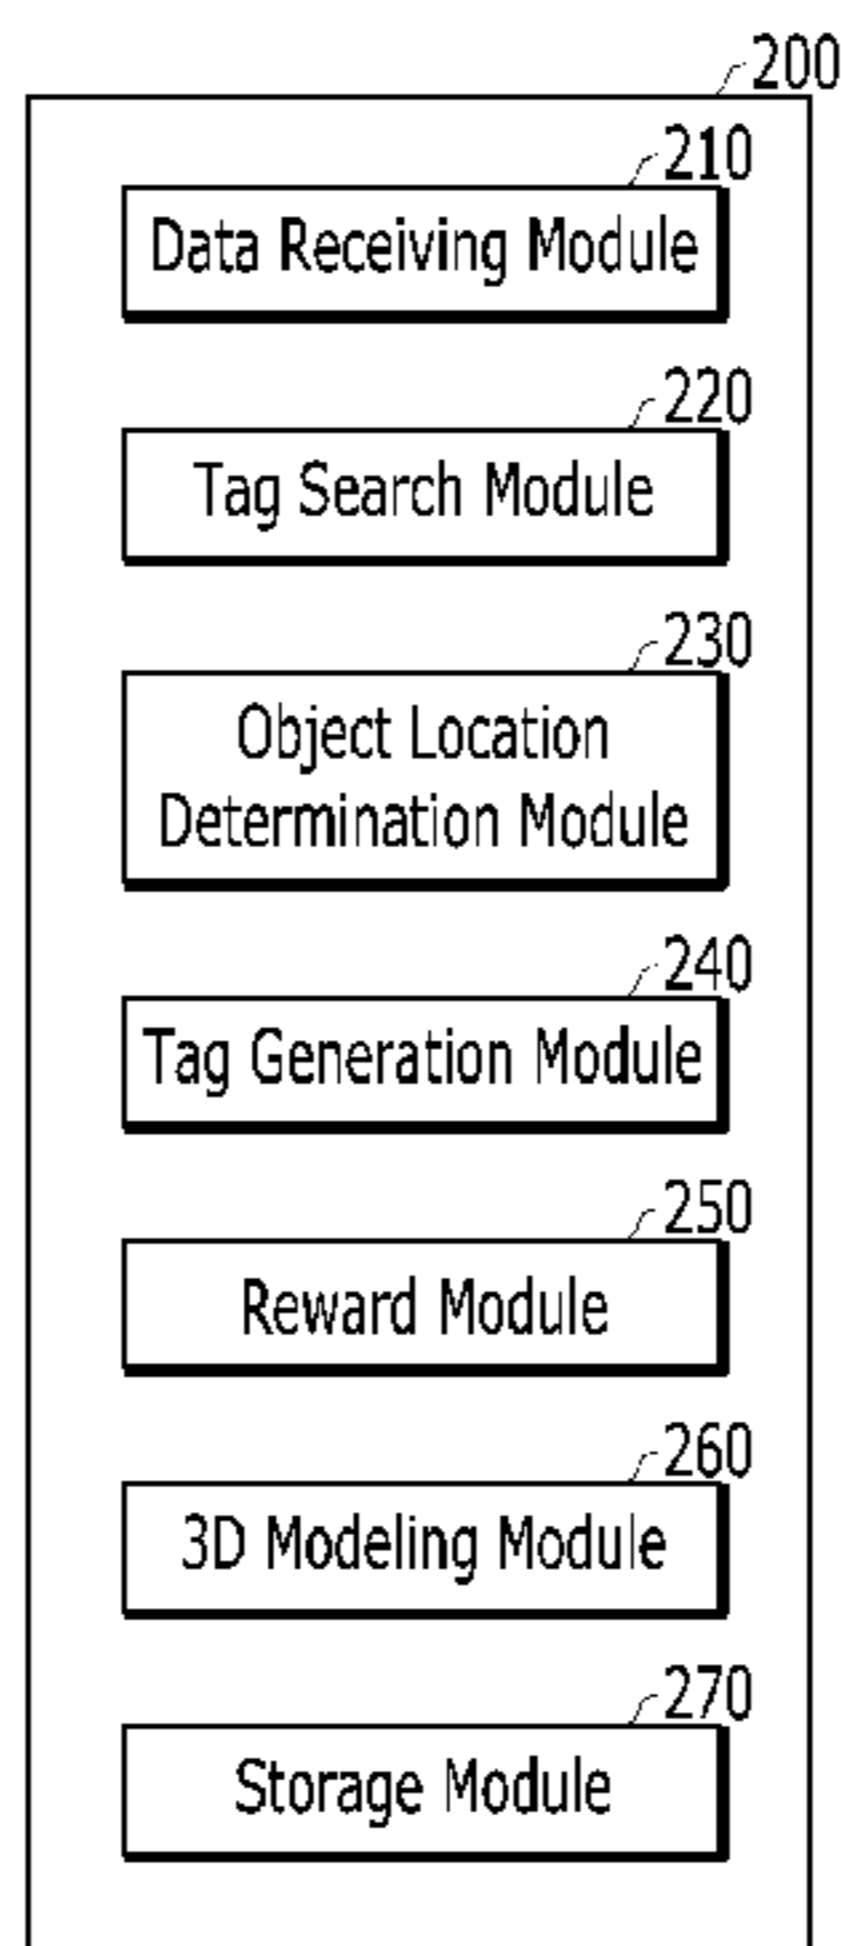 200
210
Data Receiving Module
220
Tag Search Module
230
Object Location
Determination Module
240
Tag Generation Module
250
Reward Module
260
3D Modeling Module
270
Storage Module